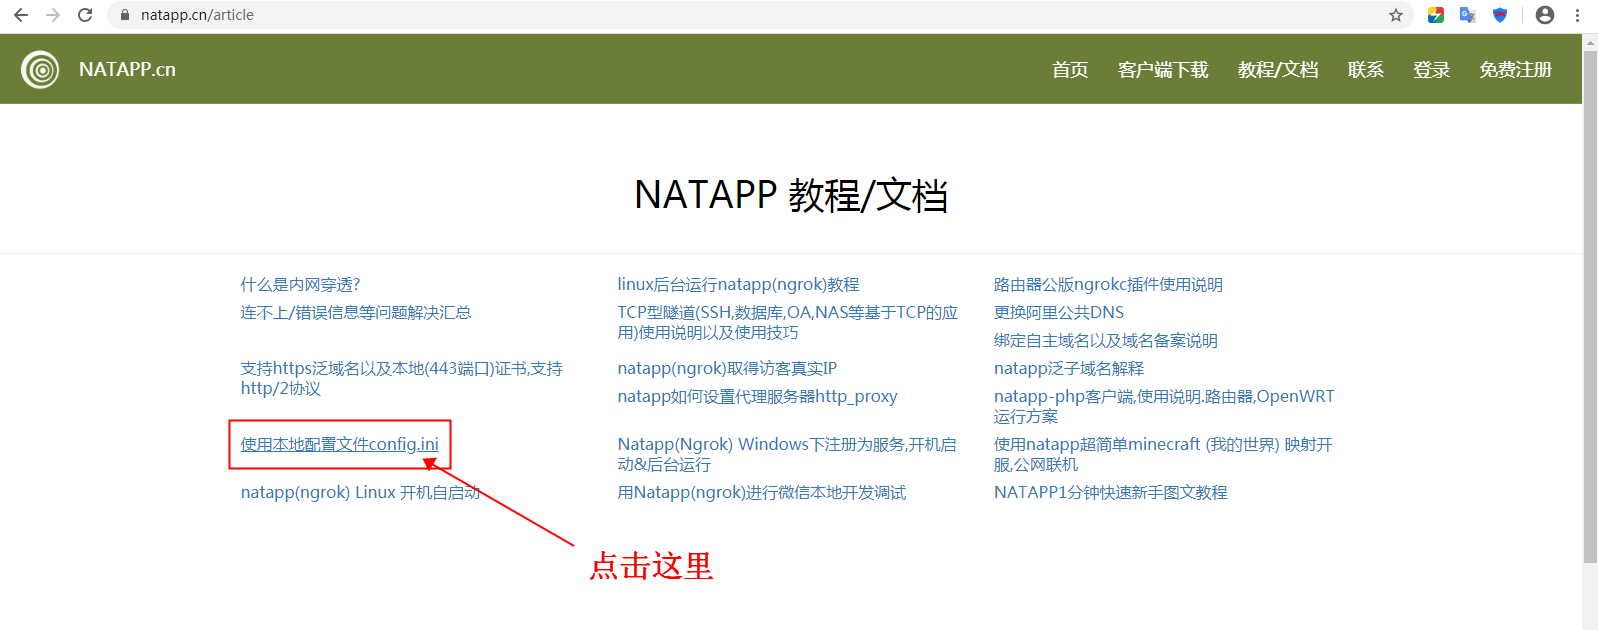 natapp.cn/article
NATAPP.cn
首页
客户端下载
教程/文档
联系
登录
免费注册
NATAPP 教程/文档
什么是内网穿透?
连不上/错误信息等问题解决汇总
支持https泛域名以及本地(443端口)证书,支持
http/2协议
使用本地配置文件config.ini
natapp(ngrok) Linux 开机自启动
linux后台运行natapp(ngrok)教程
TCP型隧道(SSH,数据库,OA,NAS等基于TCP的应
用)使用说明以及使用技巧
natapp(ngrok)取得访客真实IP
natapp如何设置代理服务器http_proxy
Natapp(Ngrok) Windows下注册为服务,开机启
动&后台运行
用Natapp(ngrok)进行微信本地开发调试
路由器公版ngrokc插件使用说明
更换阿里公共DNS
绑定自主域名以及域名备案说明
natapp泛子域名解释
natapp-php客户端,使用说明.路由器,OpenWRT
运行方案
使用natapp超简单minecraft (我的世界) 映射开
服,公网联机
NATAPP1分钟快速新手图文教程
点击这里